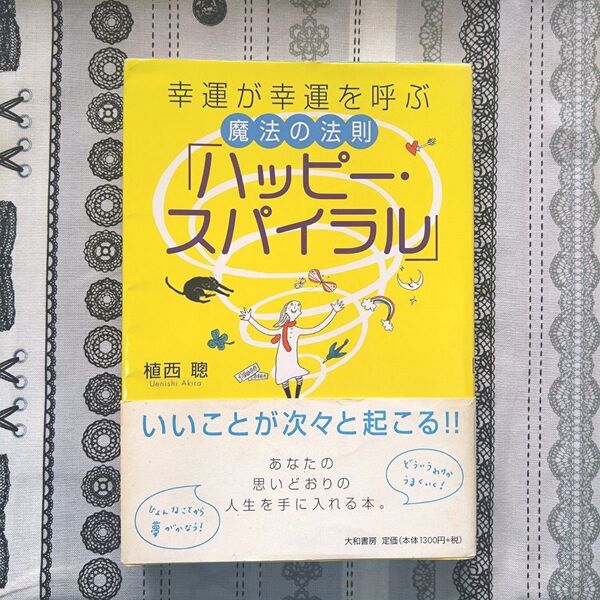 幸運が幸運を呼ぶ
魔法の法則
「ハッピー・
スパイラル」
植西 聰
Uenishi Akira
いいことが次々と起こる!!
あなたの
思いどおりの
人生を手に入れる本。
どういうわけか
うまくいく!
ひょんなことから
夢がかなう!
大和書房 定価(本体1300円+税)